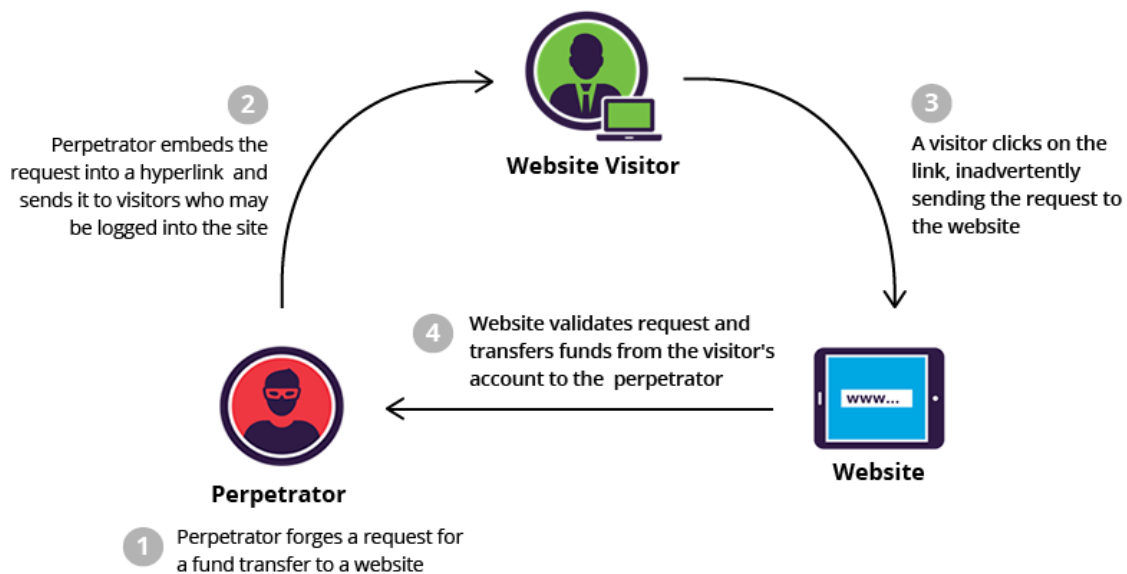 Website Visitor
2
Perpetrator embeds the
request into a hyperlink and
sends it to visitors who may
be logged into the site
3
A visitor clicks on the
link, inadvertently
sending the request to
the website
4
Website validates request and
transfers funds from the visitor's
account to the perpetrator
www...
Website
Perpetrator
1
Perpetrator forges a request for
a fund transfer to a website